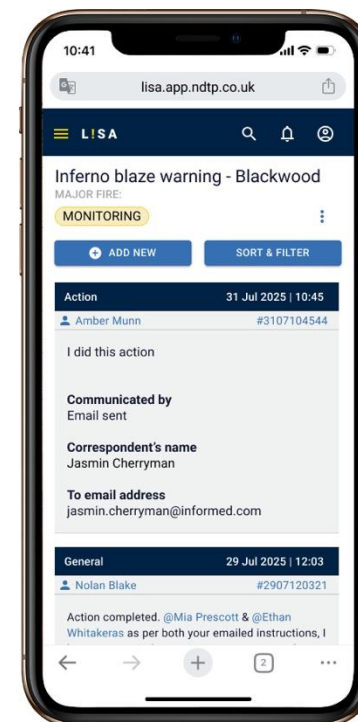 10:41
lisa.app.ndtp.co.uk
L!SA
Inferno blaze warning - Blackwood
MAJOR FIRE:
MONITORING
ADD NEW
SORT & FILTER
Action 31 Jul 2025 | 10:45
Amber Munn #3107104544
I did this action
Communicated by
Email sent
Correspondent's name
Jasmin Cherryman
To email address
jasmin.cherryman@informed.com
General 29 Jul 2025 | 12:03
Nolan Blake #2907120321
Action completed. @Mia Prescott & @Ethan
Whitakeras as per both your emailed instructions, I
2